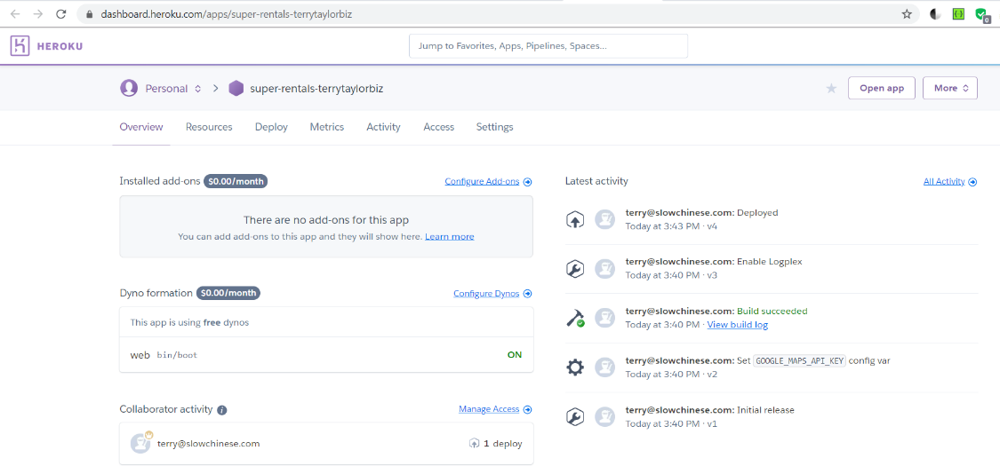 dashboard.heroku.com/apps/super-rentals-terrytaylorbiz
0
HEROKU
Jump to Favorites, Apps, Pipelines, Spaces...
Personal
super-rentals-terrytaylorbiz
Open app
More
Overview Resources Deploy Metrics Activity Access Settings
Installed add-ons $0.00/month
Configure Add-ons
There are no add-ons for this app
You can add add-ons to this app and they will show here. Learn more
Dyno formation $0.00/month
Configure Dynos
This app is using free dynos
web bin/boot ON
Collaborator activity
Manage Access
terry@slowchinese.com
1 deploy
Latest activity
All Activity
terry@slowchinese.com: Deployed
Today at 3:43 PM · v4
terry@slowchinese.com: Enable Logplex
Today at 3:40 PM · v3
terry@slowchinese.com: Build succeeded
Today at 3:40 PM · View build log
terry@slowchinese.com: Set GOOGLE_MAPS_API_KEY config var
Today at 3:40 PM · v2
terry@slowchinese.com: Initial release
Today at 3:40 PM · v1